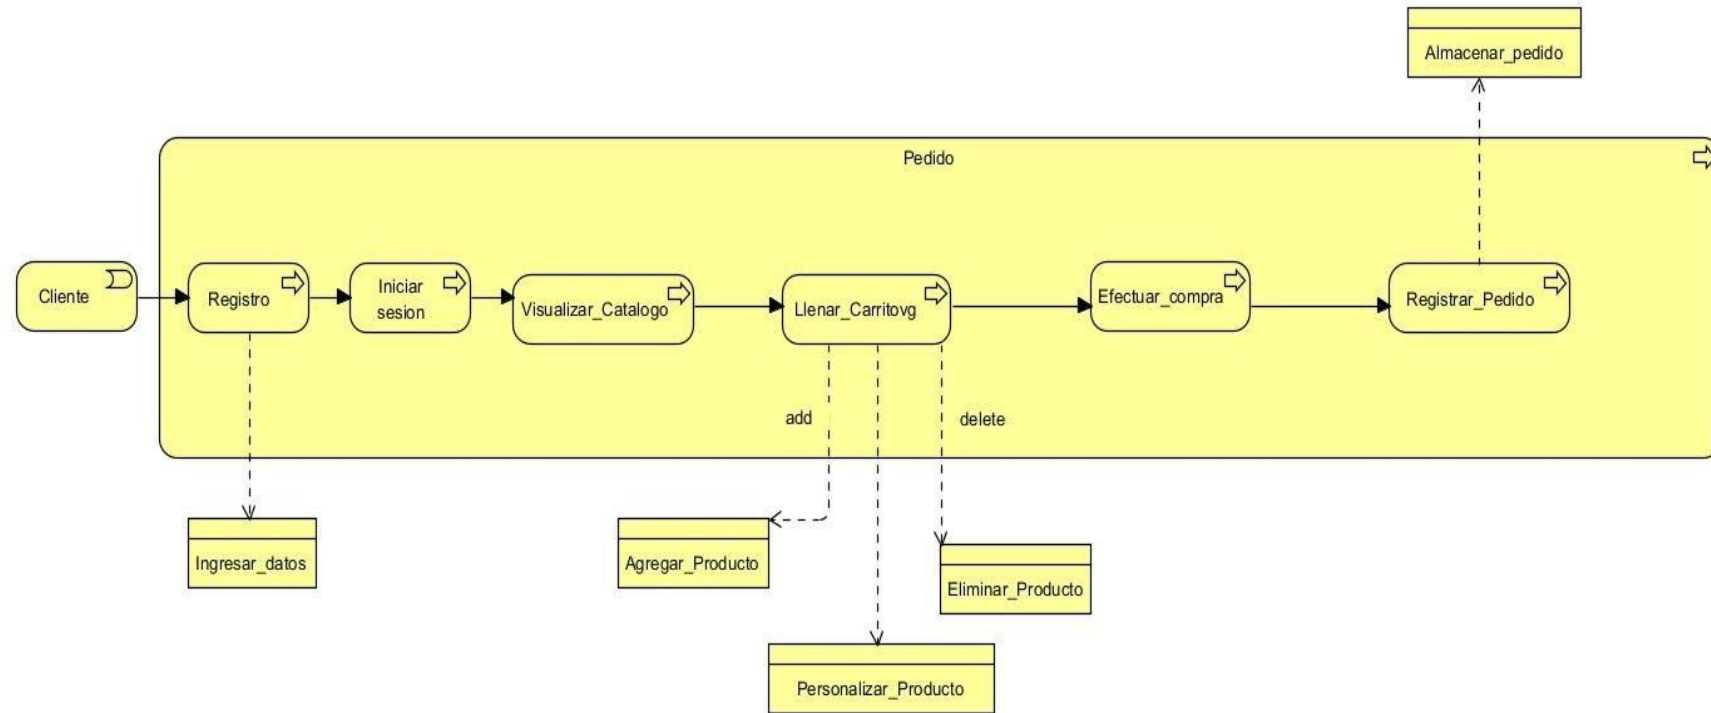 Almacenar_pedido
Pedido
Cliente
Registro
Iniciar
sesion
Visualizar_Catalogo
Llenar_Carritovg
Efectuar_compra
Registrar_Pedido
add
delete
Ingresar_datos
Agregar_Producto
Eliminar_Producto
Personalizar_Producto